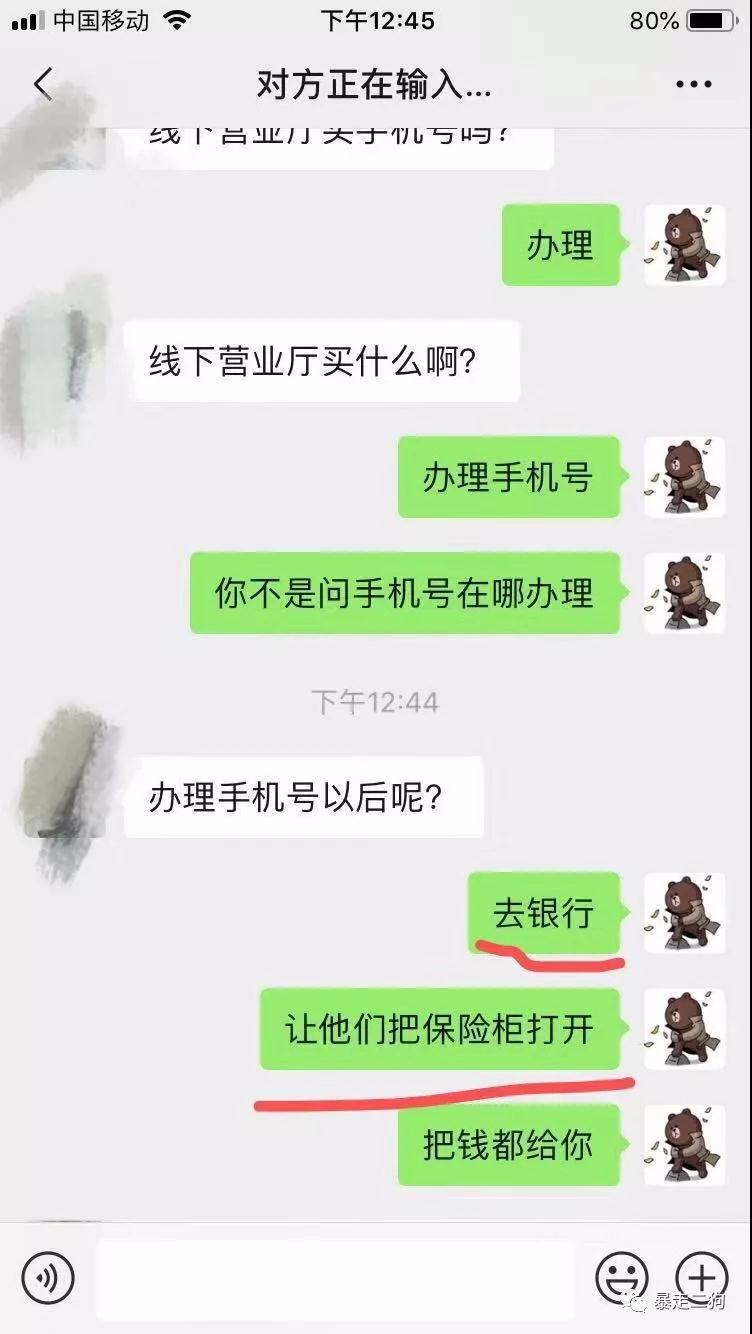 中国移动
下午12:45
80%
对方正在输入...
线下营业厅买手机号吗?
办理
线下营业厅买什么啊?
办理手机号
你不是问手机号在哪办理
下午12:44
办理手机号以后呢?
去银行
让他们把保险柜打开
把钱都给你
暴走二狗